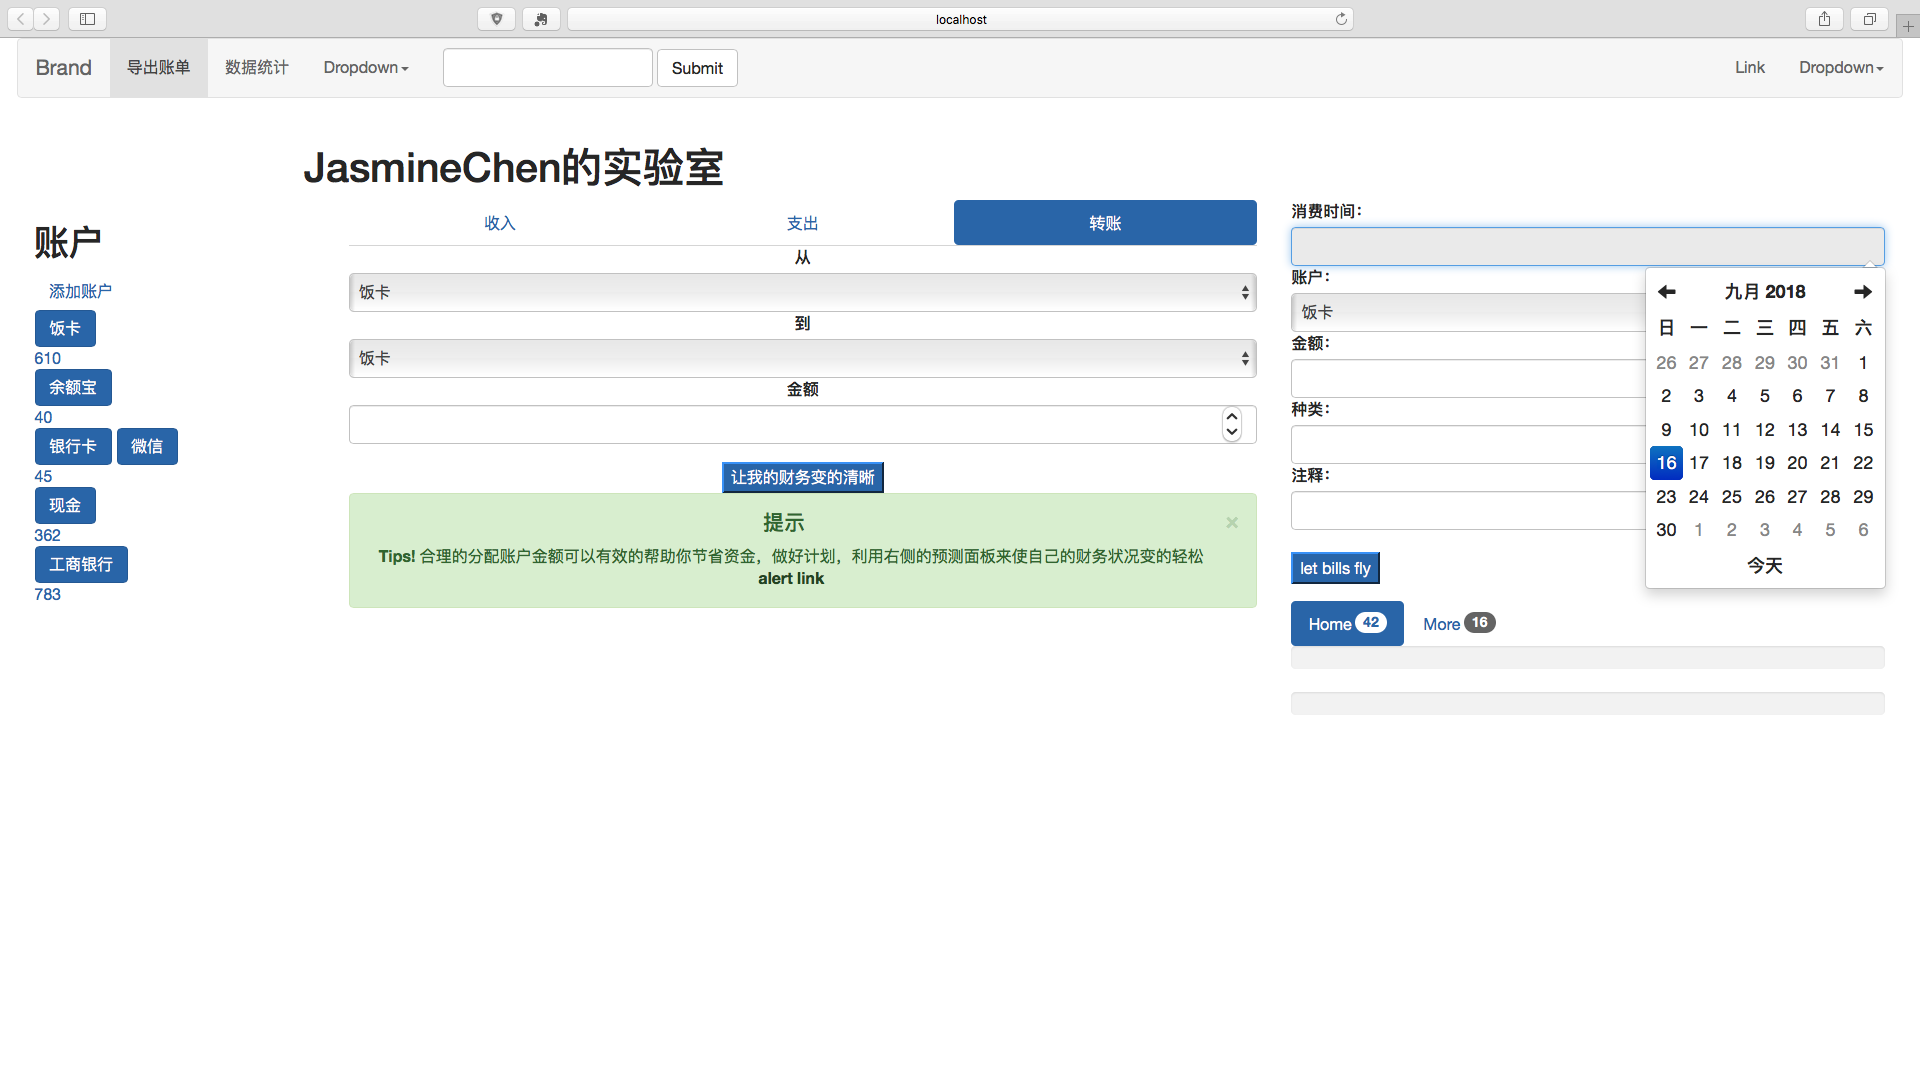 localhost
Brand 导出账单 数据统计 Dropdown Submit Link Dropdown
JasmineChen的实验室
账户
添加账户
饭卡
610
余额宝
40
银行卡 微信
45
现金
362
工商银行
783
收入 支出 转账
从
饭卡
到
饭卡
金额
让我的财务变的清晰
提示 ×
Tips! 合理的分配账户金额可以有效的帮助你节省资金，做好计划，利用右侧的预测面板来使自己的财务状况变的轻松
alert link
消费时间：
账户：
饭卡
金额：
种类：
注释：
let bills fly
Home 42 More 16
九月 2018
日 一 二 三 四 五 六
26 27 28 29 30 31 1
2 3 4 5 6 7 8
9 10 11 12 13 14 15
16 17 18 19 20 21 22
23 24 25 26 27 28 29
30 1 2 3 4 5 6
今天